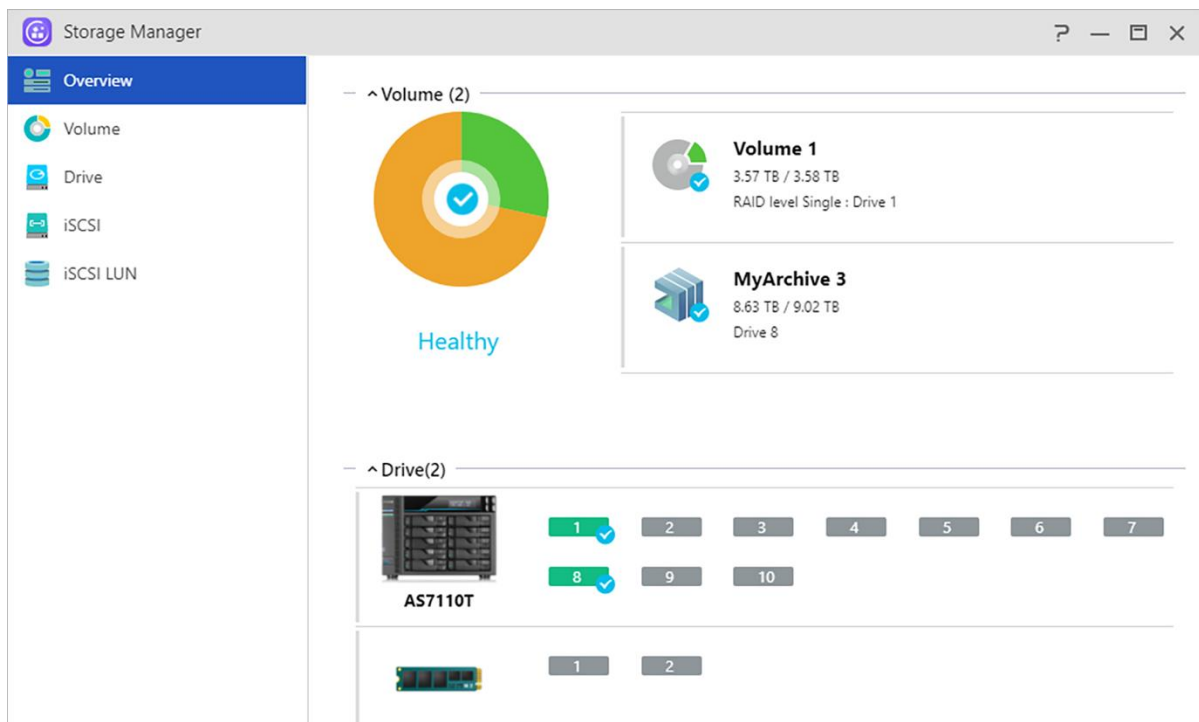 Storage Manager
Overview
Volume
Drive
iSCSI
iSCSI LUN
Volume (2)
Healthy
Volume 1
3.57 TB / 3.58 TB
RAID level Single : Drive 1
MyArchive 3
8.63 TB / 9.02 TB
Drive 8
Drive(2)
AS7110T
1 2 3 4 5 6 7
8 9 10
1 2